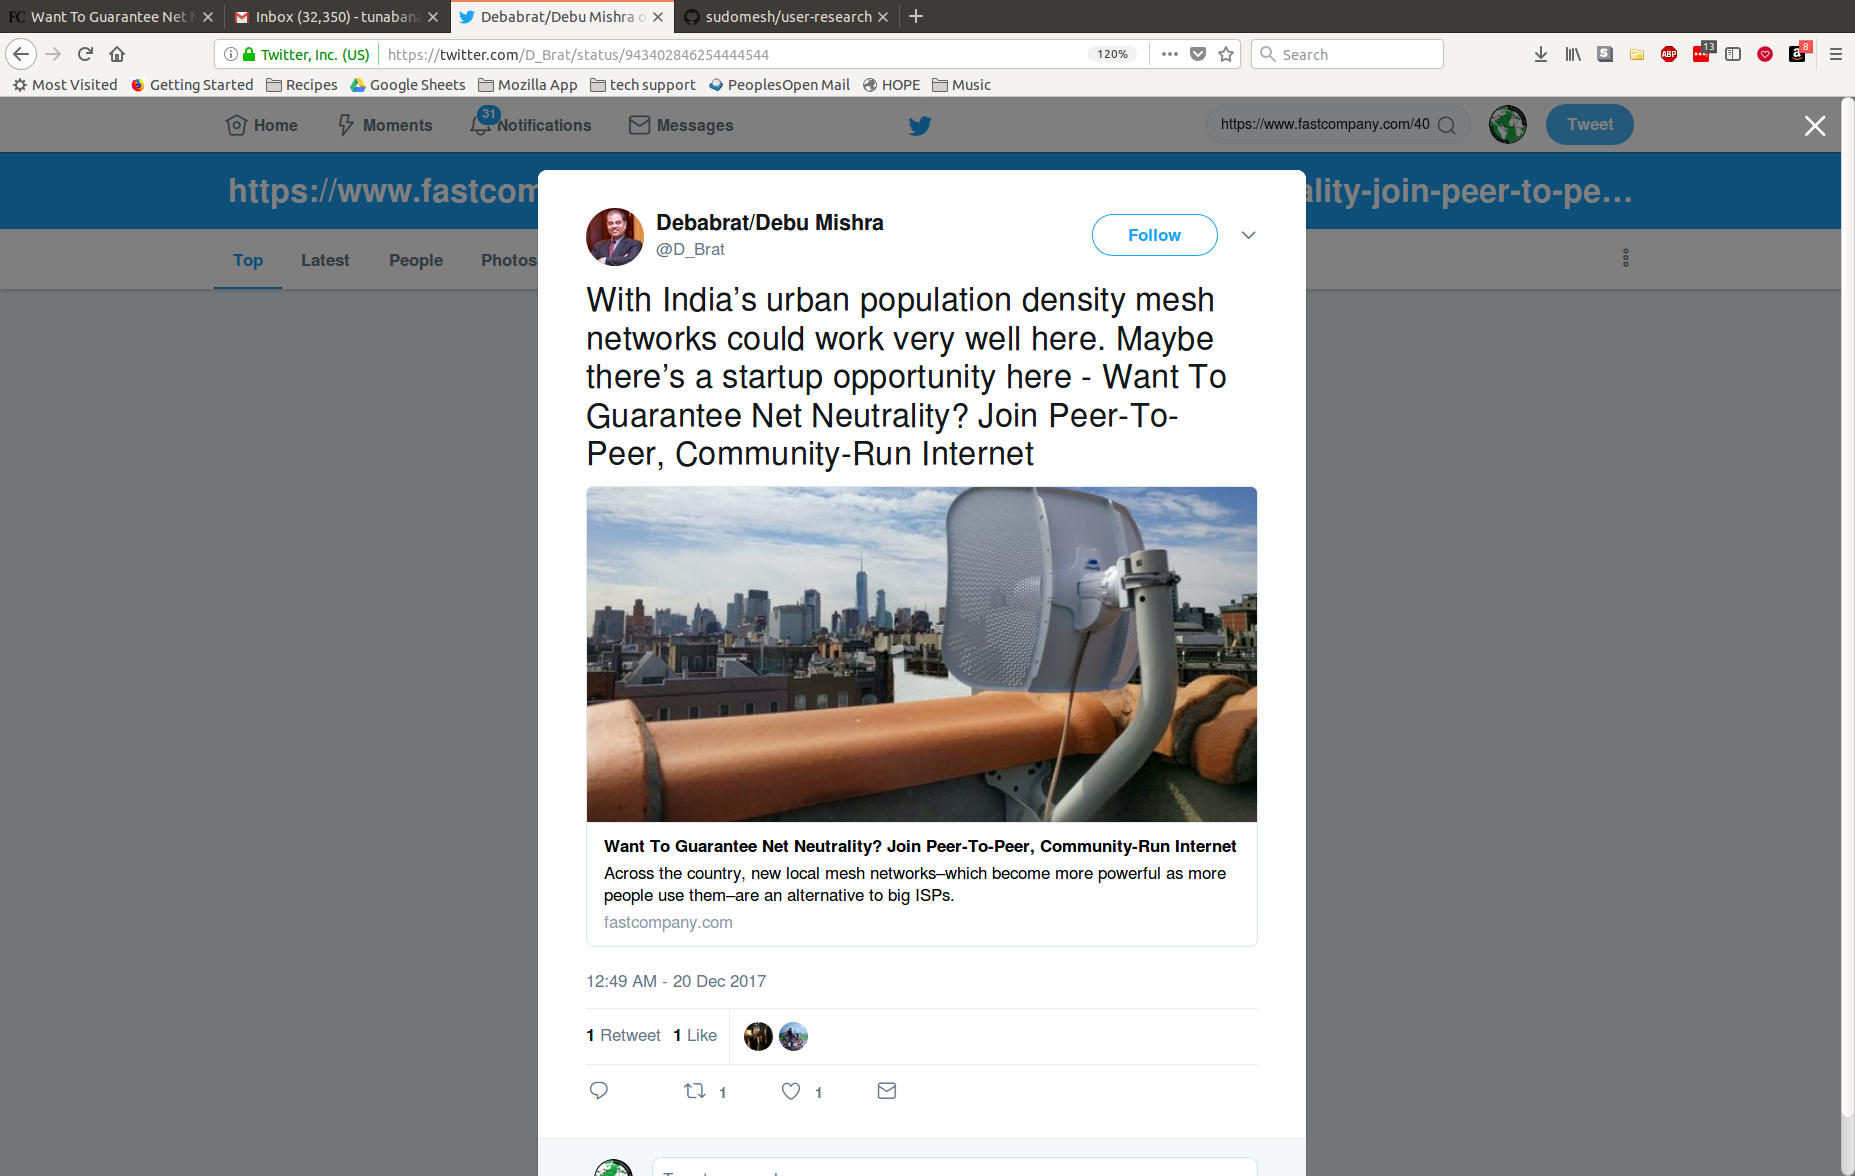 FC Want To Guarantee Net
Inbox (32,350) - tunaban
Debabrat/Debu Mishra o
sudomesh/user-research
Twitter, Inc. (US)
https://twitter.com/D_Brat/status/943402846254444544
120%
Search
13
8
Most Visited
Getting Started
Recipes
Google Sheets
Mozilla App
tech support
PeoplesOpen Mail
HOPE
Music
Home
Moments
31
Notifications
Messages
https://www.fastcompany.com/40
Tweet
https://www.fastcom
ality-join-peer-to-pe…
Top
Latest
People
Photos
Debabrat/Debu Mishra
@D_Brat
Follow
With India’s urban population density mesh
networks could work very well here. Maybe
there’s a startup opportunity here - Want To
Guarantee Net Neutrality? Join Peer-To-
Peer, Community-Run Internet
Want To Guarantee Net Neutrality? Join Peer-To-Peer, Community-Run Internet
Across the country, new local mesh networks–which become more powerful as more
people use them–are an alternative to big ISPs.
fastcompany.com
12:49 AM - 20 Dec 2017
1 Retweet 1 Like
1
1